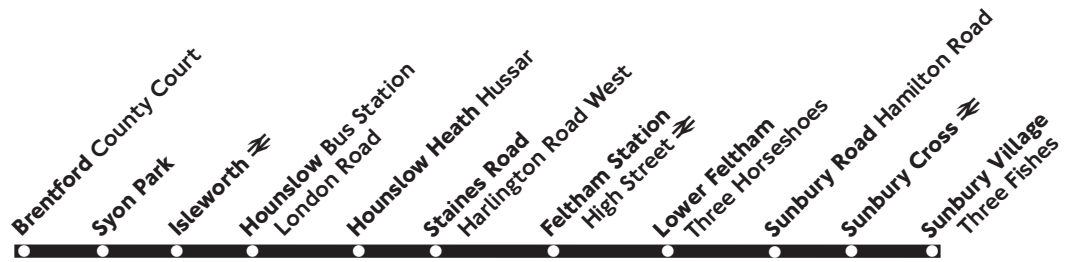 Brentford County Court
Syon Park
Isleworth
Hounslow Bus Station
London Road
Hounslow Heath Hussar
Staines Road
Harlington Road West
Feltham Station
High Street
Lower Feltham
Three Horseshoes
Sunbury Road Hamilton Road
Sunbury Cross
Sunbury Village
Three Fishes